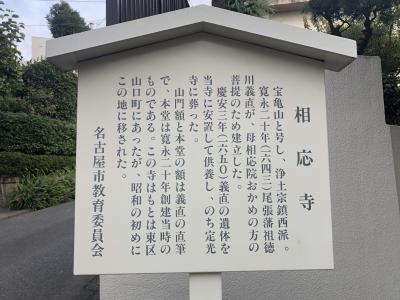 相応寺
宝亀山と号し、浄土宗鎮西派。
寛永二十年（一六四三）尾張藩祖徳
川義直が、母相応院おかめの方の
菩提のため建立した。
慶安三年（一六五〇）義直の遺体を
当寺に安置して供養し、のち定光
寺に葬った。
山門額と本堂の額は義直の直筆
で、本堂は寛永二十年創建当時の
ものである。この寺はもとは東区
山口町にあったが、昭和の初めに
この地に移された。
名古屋市教育委員会